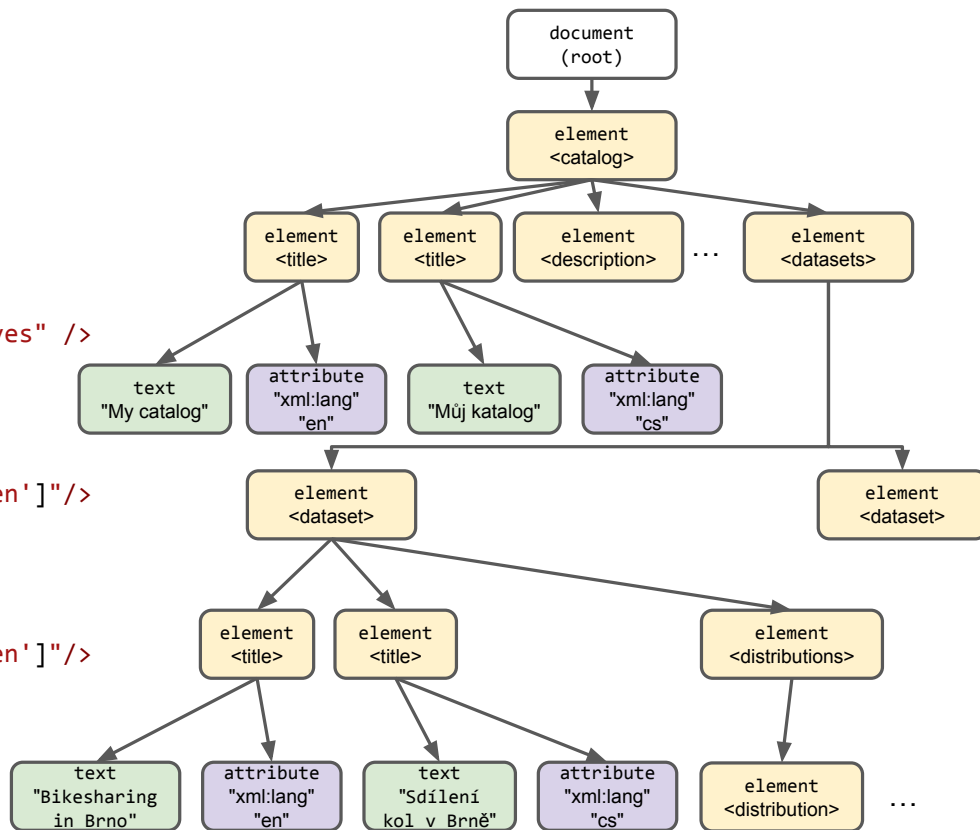 document
(root)
element
<catalog>
element
<title>
element
<title>
element
<description>
...
element
<datasets>
yes" />
text
"My catalog"
attribute
"xml:lang"
"en"
text
"Můj katalog"
attribute
"xml:lang"
"cs"
en']"/>
element
<dataset>
element
<dataset>
en']"/>
element
<title>
element
<title>
element
<distributions>
text
"Bikesharing
in Brno"
attribute
"xml:lang"
"en"
text
"Sdílení
kol v Brně"
attribute
"xml:lang"
"cs"
element
<distribution>
...